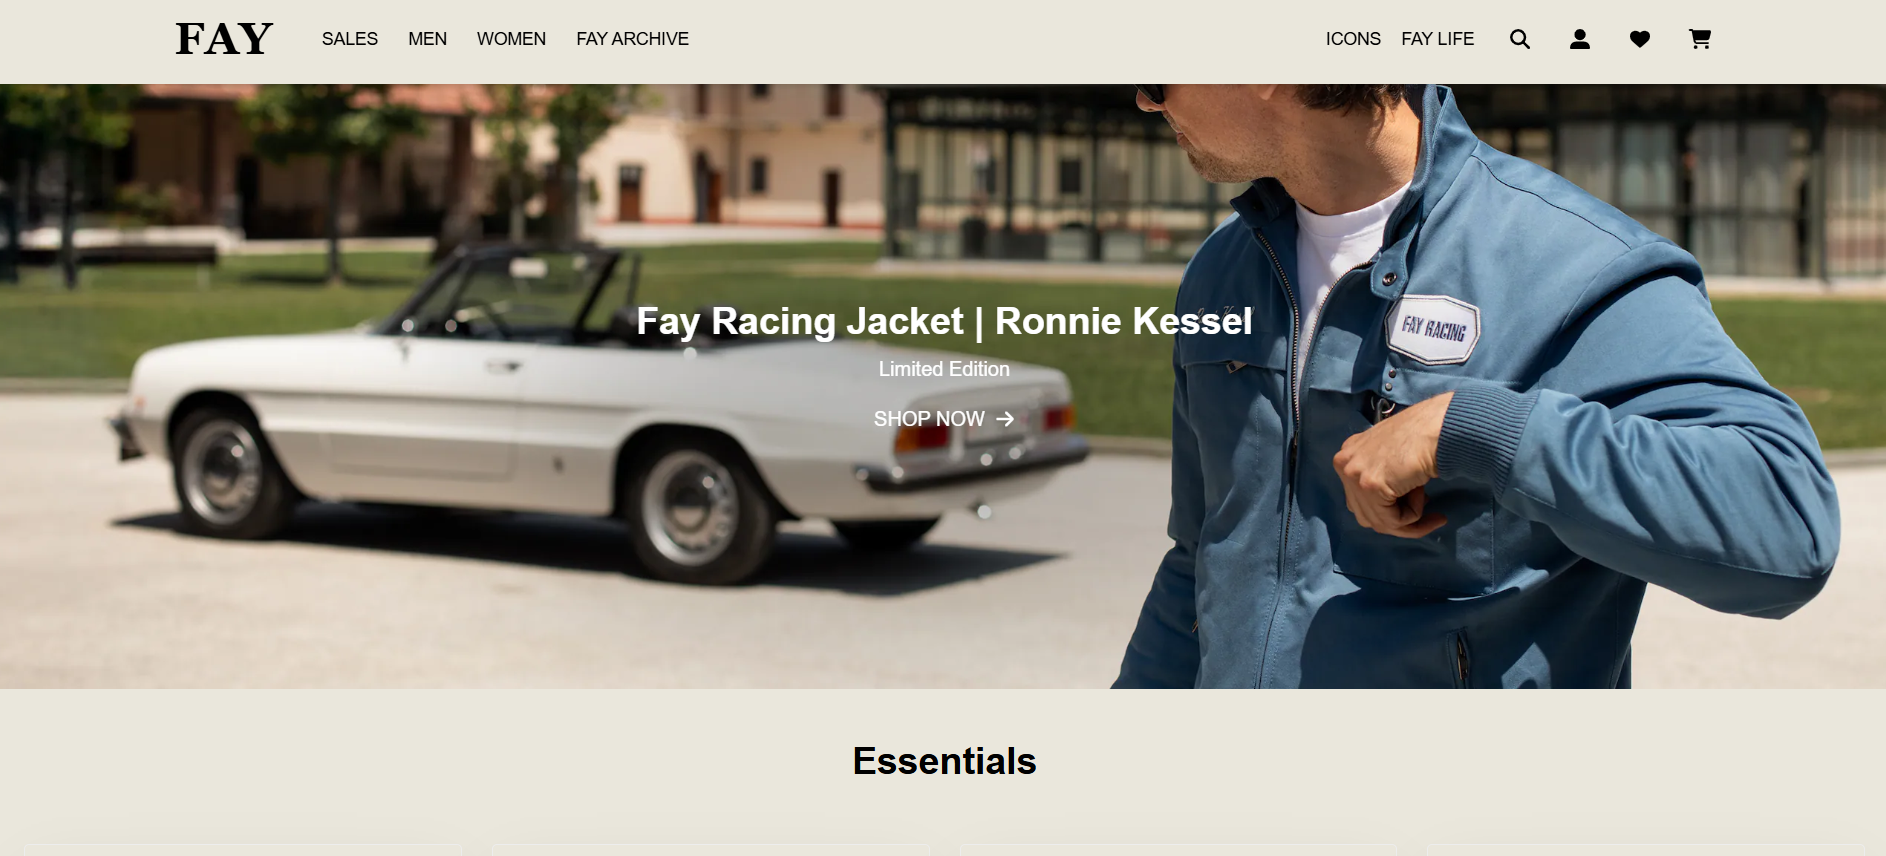 FAY
SALES MEN WOMEN FAY ARCHIVE
ICONS FAY LIFE
Fay Racing Jacket | Ronnie Kessel
Limited Edition
SHOP NOW →
FAY RACING
Essentials